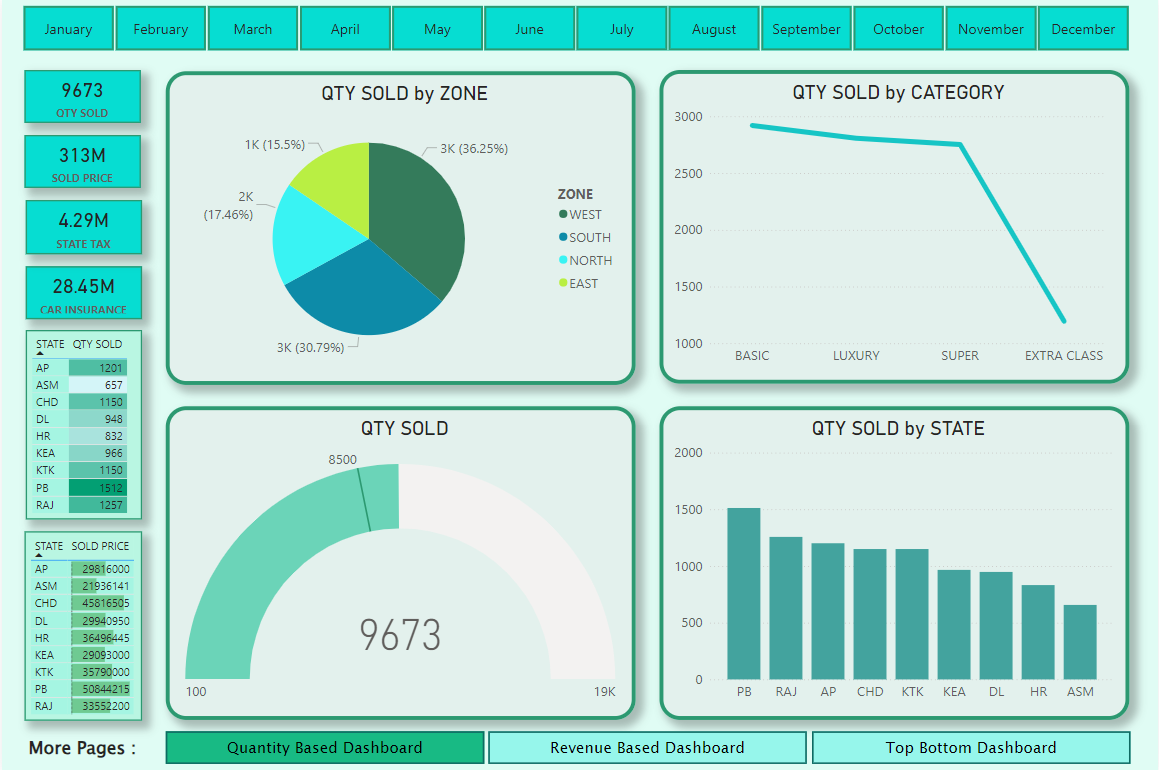 January February March April May June July August September October November December
9673
QTY SOLD
313M
SOLD PRICE
4.29M
STATE TAX
28.45M
CAR INSURANCE
STATE QTY SOLD
AP 1201
ASM 657
CHD 1150
DL 948
HR 832
KEA 966
KTK 1150
PB 1512
RAJ 1257
STATE SOLD PRICE
AP 29816000
ASM 21936141
CHD 45816505
DL 29940950
HR 36496445
KEA 29093000
KTK 35790000
PB 50844215
RAJ 33552200
QTY SOLD by ZONE
1K (15.5%)
3K (36.25%)
2K
(17.46%)
3K (30.79%)
ZONE
WEST
SOUTH
NORTH
EAST
QTY SOLD by CATEGORY
3000
2500
2000
1500
1000
BASIC LUXURY SUPER EXTRA CLASS
QTY SOLD
8500
9673
100 19K
QTY SOLD by STATE
2000
1500
1000
500
0
PB RAJ AP CHD KTK KEA DL HR ASM
More Pages : Quantity Based Dashboard Revenue Based Dashboard Top Bottom Dashboard